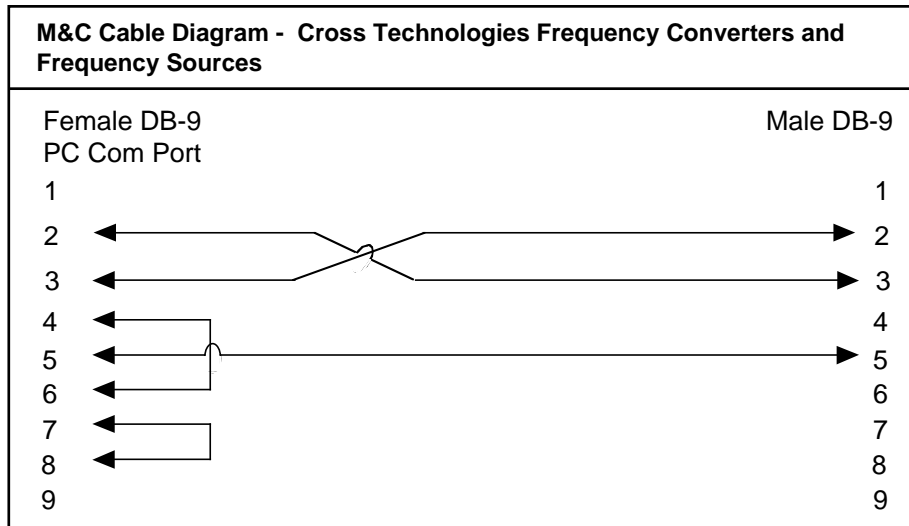 M&C Cable Diagram -  Cross Technologies Frequency Converters and
Frequency Sources
Female DB-9
PC Com Port
Male DB-9
1 1
2 2
3 3
4 4
5 5
6 6
7 7
8 8
9 9